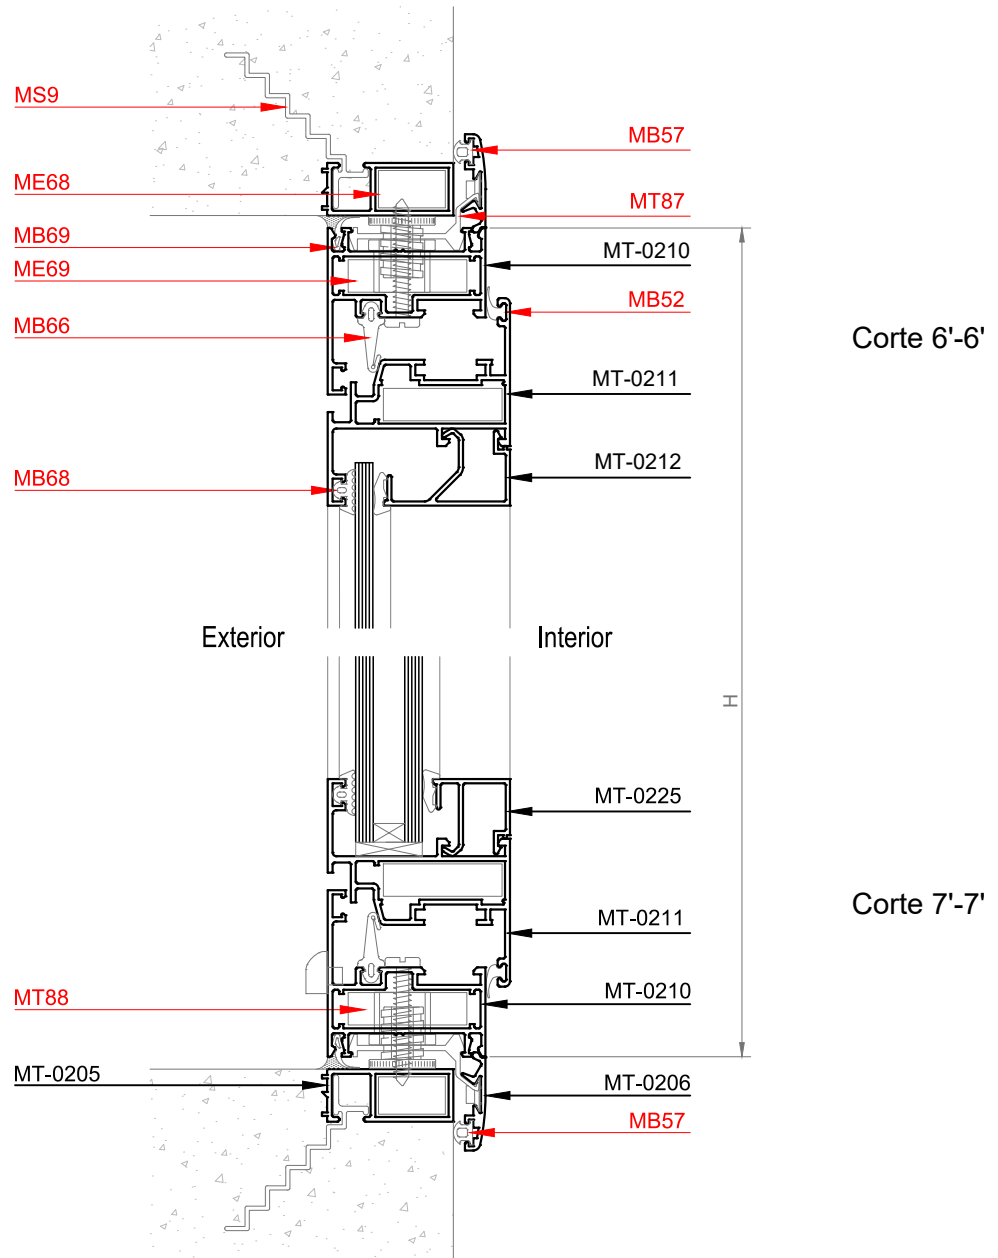 MS9
MB57
ME68
MT87
MB69
MT-0210
ME69
MB52
MB66
Corte 6'-6'
MT-0211
MT-0212
MB68
Exterior
Interior
H
MT-0225
Corte 7'-7'
MT-0211
MT-0210
MT88
MT-0205
MT-0206
MB57